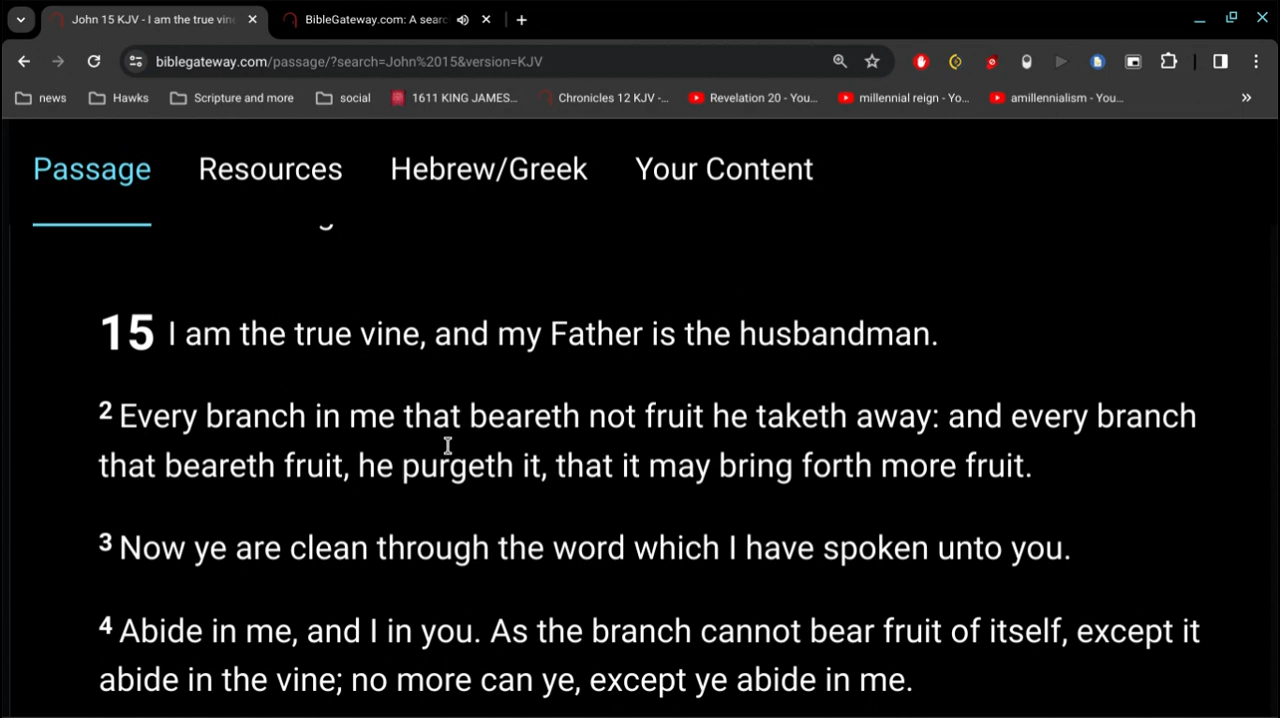 John 15 KJV - I am the true vin
BibleGateway.com: A sear
biblegateway.com/passage/?search=John%2015&version=KJV
news Hawks Scripture and more social 1611 KING JAMES... Chronicles 12 KJV -... Revelation 20 - You... millennial reign - Yo... amillennialism - You... »
Passage Resources Hebrew/Greek Your Content
15 I am the true vine, and my Father is the husbandman.
2 Every branch in me that beareth not fruit he taketh away: and every branch
that beareth fruit, he purgeth it, that it may bring forth more fruit.
3 Now ye are clean through the word which I have spoken unto you.
4 Abide in me, and I in you. As the branch cannot bear fruit of itself, except it
abide in the vine; no more can ye, except ye abide in me.